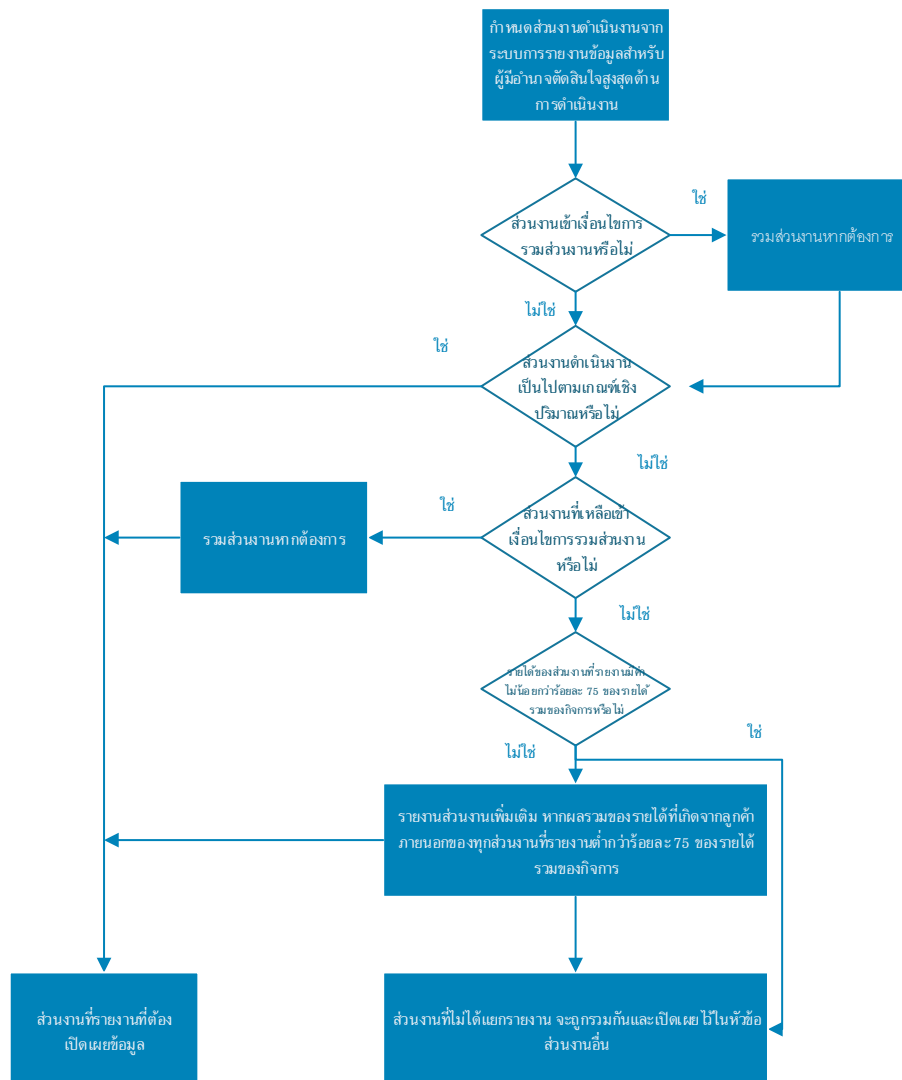 กำหนดส่วนงานดำเนินงานจาก
ระบบการรายงานข้อมูลสำหรับ
ผู้มีอำนาจตัดสินใจสูงสุดด้าน
การดำเนินงาน
ใช่
ส่วนงานเข้าเงื่อนไขการ
รวมส่วนงานหรือไม่
รวมส่วนงานหากต้องการ
ไม่ใช่
ใช่
ส่วนงานดำเนินงาน
เป็นไปตามเกณฑ์เชิง
ปริมาณหรือไม่
ไม่ใช่
ใช่
ส่วนงานที่เหลือเข้า
เงื่อนไขการรวมส่วนงาน
หรือไม่
รวมส่วนงานหากต้องการ
ไม่ใช่
รายได้ของส่วนงานที่รายงานมีค่า
ไม่น้อยกว่าร้อยละ 75 ของรายได้
รวมของกิจการหรือไม่
ใช่
ไม่ใช่
รายงานส่วนงานเพิ่มเติม หากผลรวมของรายได้ที่เกิดจากลูกค้า
ภายนอกของทุกส่วนงานที่รายงานต่ำกว่าร้อยละ 75 ของรายได้
รวมของกิจการ
ส่วนงานที่รายงานที่ต้อง
เปิดเผยข้อมูล
ส่วนงานที่ไม่ได้แยกรายงาน จะถูกรวมกันและเปิดเผยไว้ในหัวข้อ
ส่วนงานอื่น